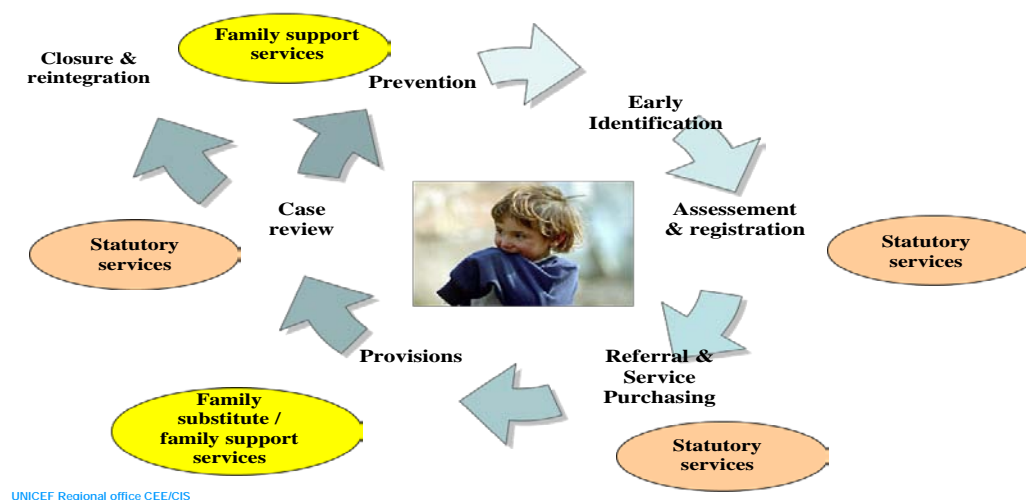 Closure &
reintegration
Family support
services
Prevention
Early
Identification
Assessement
& registration
Statutory
services
Referral &
Service
Purchasing
Statutory
services
Provisions
Family
substitute /
family support
services
Case
review
Statutory
services
UNICEF Regional office CEE/CIS